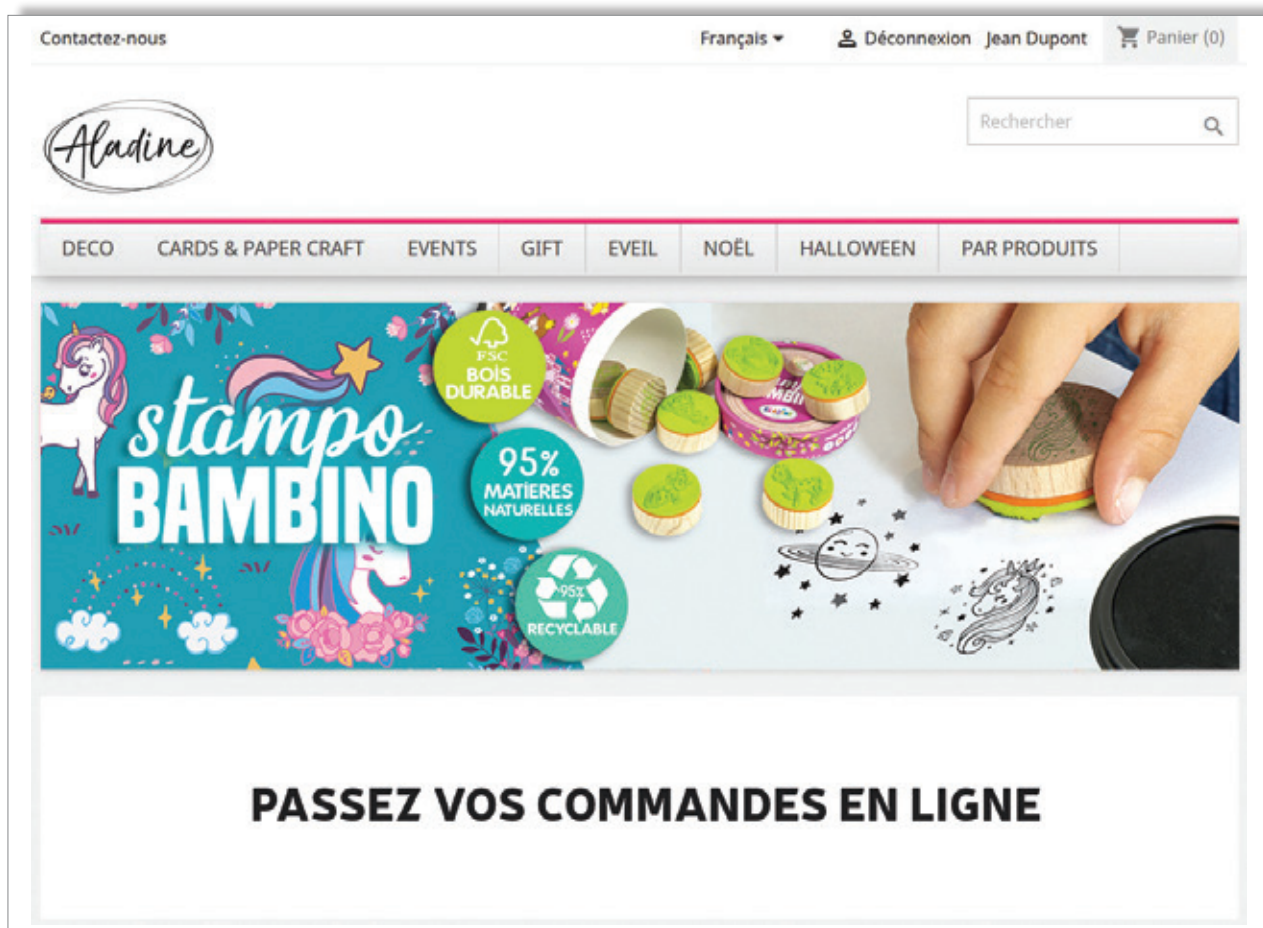 Contactez-nous
Français
Déconnexion Jean Dupont
Panier (0)
Aladine
Rechercher
DECO CARDS & PAPER CRAFT EVENTS GIFT EVEIL NOËL HALLOWEEN PAR PRODUITS
stampo
BAMBINO
FSC
BOIS
DURABLE
95%
MATIERES
NATURELLES
95%
RECYCLABLE
PASSEZ VOS COMMANDES EN LIGNE